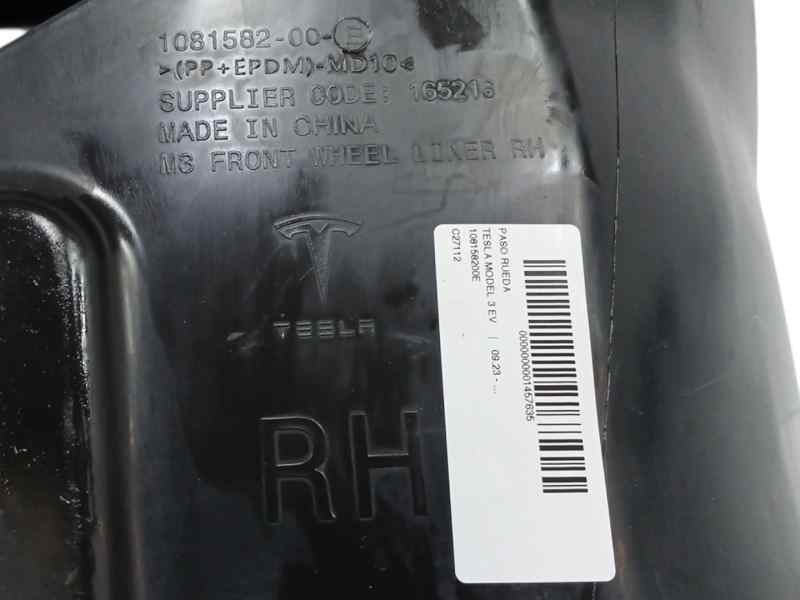 1081582-00-E
>(PP+EPDM)-MD10<
SUPPLIER CODE: 165216
MADE IN CHINA
M3 FRONT WHEEL LINER RH
TESLA
RH
PASO RUEDA
TESLA MODEL 3 EV | 09.23 - ...
108158200E
C27112
0000000001457635